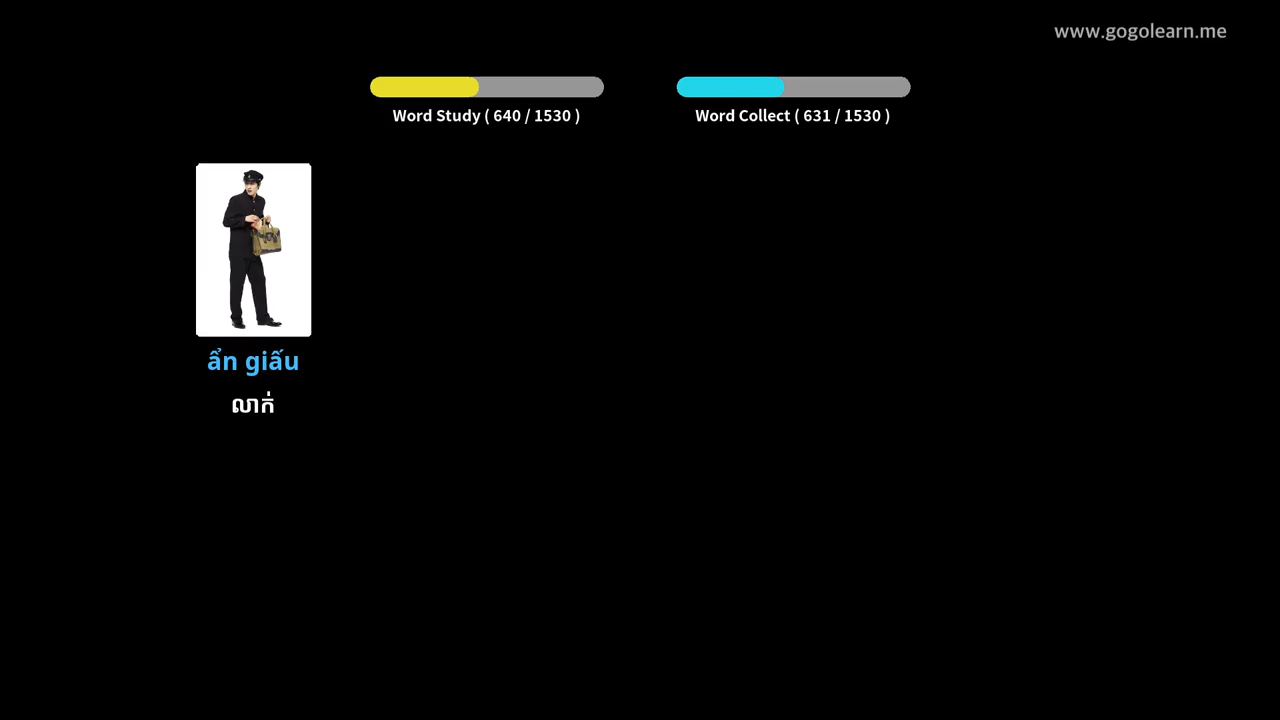 www.gogolearn.me
Word Study ( 640 / 1530 )
Word Collect ( 631 / 1530 )
ẩn giấu
លាក់